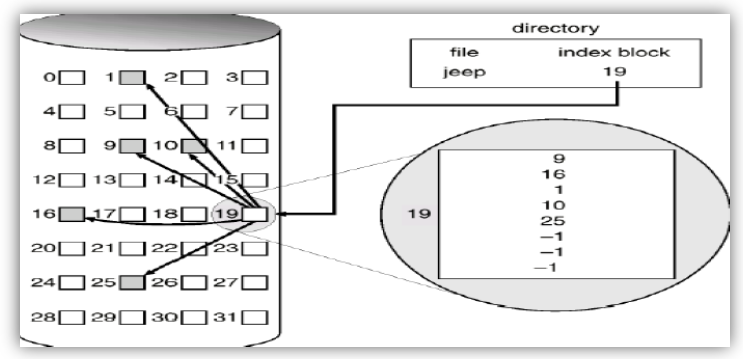 directory
file index block
jeep 19
0 1 2 3
4 5 6 7
8 9 10 11
12 13 14 15
16 17 18 19
20 21 22 23
24 25 26 27
28 29 30 31
19
9
16
1
10
25
–1
–1
–1